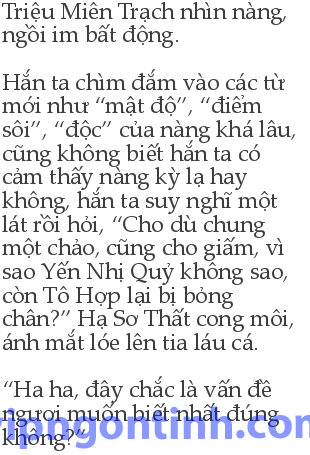 Triệu Miên Trạch nhìn nàng,
ngồi im bất động.
Hắn ta chìm đắm vào các từ
mới như “mật độ”, “điểm
sôi”, “độc” của nàng khá lâu,
cũng không biết hắn ta có
cảm thấy nàng kỳ lạ hay
không, hắn ta suy nghĩ một
lát rồi hỏi, “Cho dù chung
một chảo, cũng cho giấm, vì
sao Yến Nhị Quỷ không sao,
còn Tô Hợp lại bị bỏng
chân?” Hạ Sơ Thất cong môi,
ánh mắt lóe lên tia láu cá.
“Ha ha, đây chắc là vấn đề
ngươi muốn biết nhất đúng
không?”
vipngontinh.com